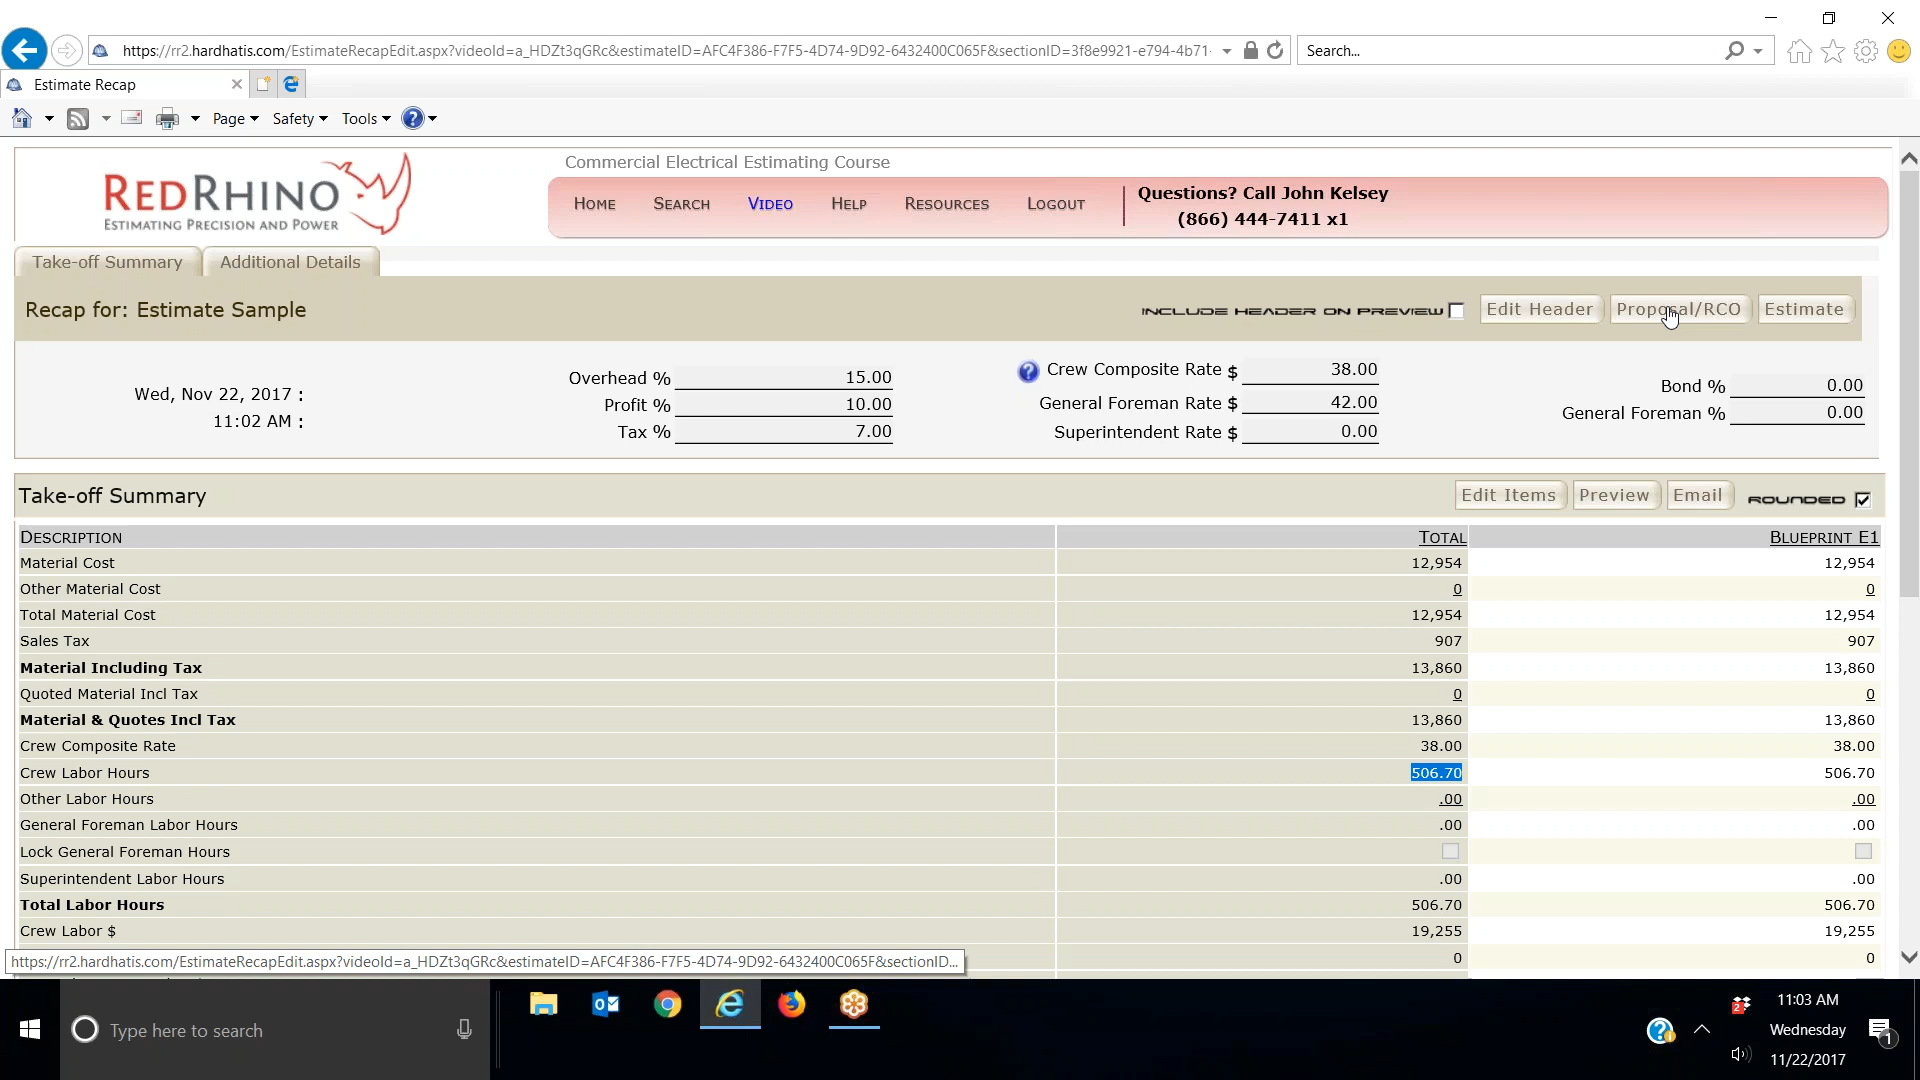 https://rr2.hardhatis.com/EstimateRecapEdit.aspx?videoId=a_HDZt3qGRc&estimateID=AFC4F386-F7F5-4D74-9D92-6432400C065F&sectionID=3f8e9921-e794-4b71-
Search...
Estimate Recap
Page
Safety
Tools
REDRHINO
ESTIMATING PRECISION AND POWER
Commercial Electrical Estimating Course
HOME SEARCH VIDEO HELP RESOURCES LOGOUT
Questions? Call John Kelsey
(866) 444-7411 x1
Take-off Summary
Additional Details
Recap for: Estimate Sample
INCLUDE HEADER ON PREVIEW
Edit Header
Proposal/RCO
Estimate
Wed, Nov 22, 2017 :
11:02 AM :
Overhead % 15.00
Profit % 10.00
Tax % 7.00
Crew Composite Rate $ 38.00
General Foreman Rate $ 42.00
Superintendent Rate $ 0.00
Bond % 0.00
General Foreman % 0.00
Take-off Summary
Edit Items
Preview
Email
ROUNDED
DESCRIPTION TOTAL BLUEPRINT E1
Material Cost 12,954 12,954
Other Material Cost 0 0
Total Material Cost 12,954 12,954
Sales Tax 907 907
Material Including Tax 13,860 13,860
Quoted Material Incl Tax 0 0
Material & Quotes Incl Tax 13,860 13,860
Crew Composite Rate 38.00 38.00
Crew Labor Hours 506.70 506.70
Other Labor Hours .00 .00
General Foreman Labor Hours .00 .00
Lock General Foreman Hours
Superintendent Labor Hours .00 .00
Total Labor Hours 506.70 506.70
Crew Labor $ 19,255 19,255
0 0
https://rr2.hardhatis.com/EstimateRecapEdit.aspx?videoId=a_HDZt3qGRc&estimateID=AFC4F386-F7F5-4D74-9D92-6432400C065F&sectionID...
Type here to search
2
11:03 AM
Wednesday
11/22/2017
1